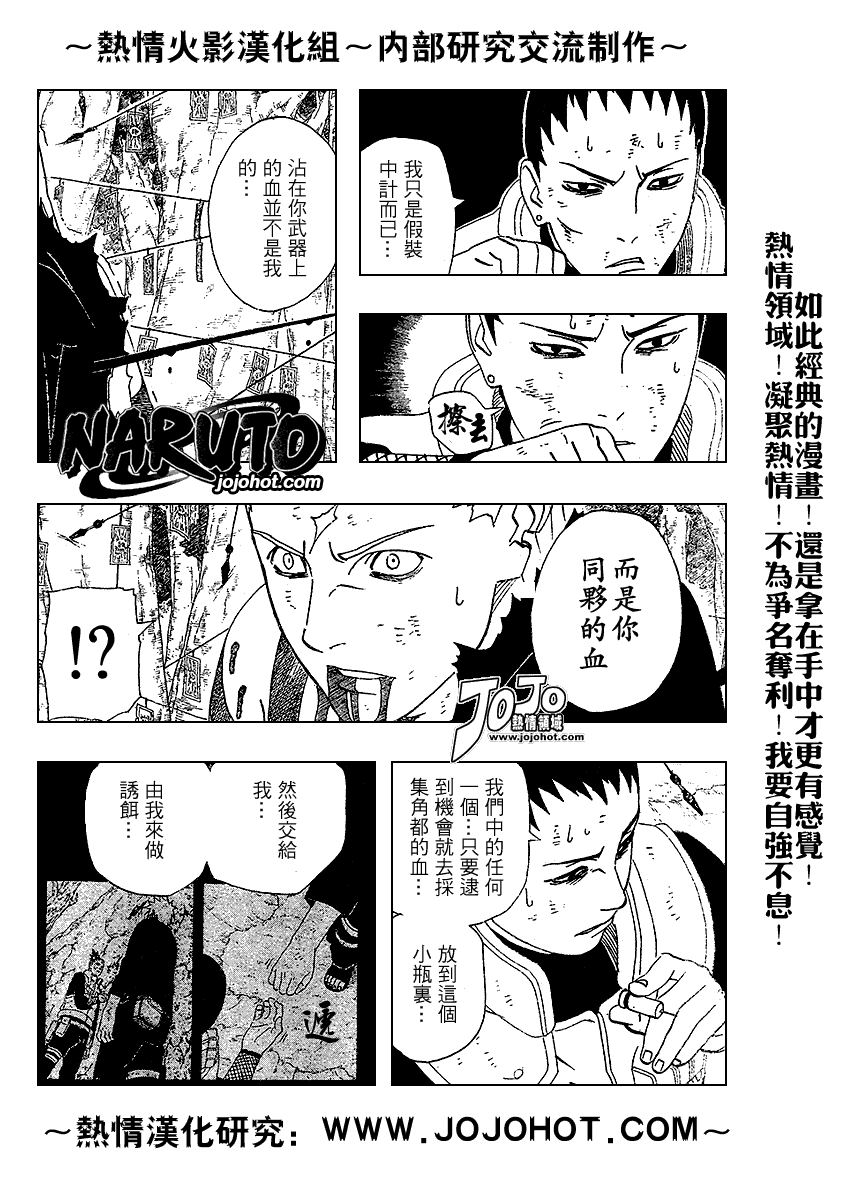 ~熱情火影漢化組~内部研究交流制作~
我只是假裝
中計而已…
擦去
沾在你武器上
的血並不是我
的…
NARUTO
jojohot.com
而是你
同夥的血
!?
JOJO
熱情領域
www.jojohot.com
我們中的任何
一個…只要逮
到機會就去採
集角都的血…
放到這個
小瓶裏…
然後交給
我…
由我來做
誘餌…
遞
如此經典的漫畫！還是拿在手中才更有感覺！
熱情領域！凝聚熱情！不為爭名奪利！我要自強不息！
~熱情漢化研究：WWW.JOJOHOT.COM~